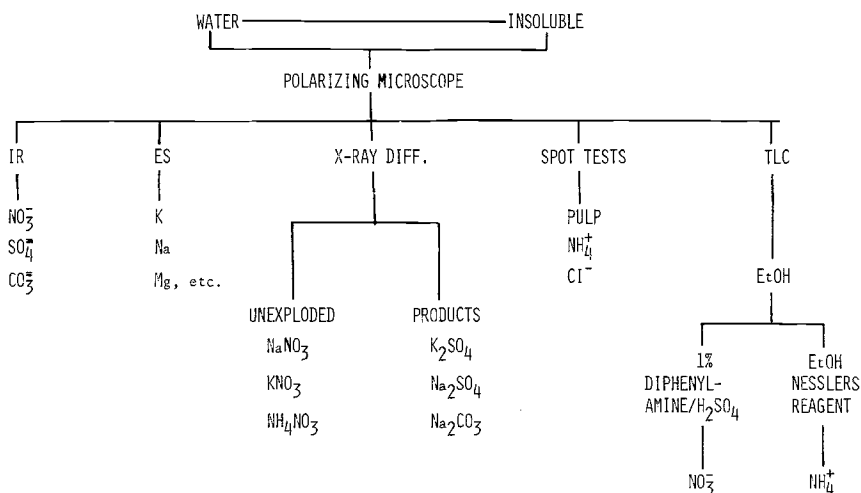 WATER INSOLUBLE
POLARIZING MICROSCOPE
IR ES X-RAY DIFF. SPOT TESTS TLC
NO₃⁻ K PULP
SO₄⁼ Na NH₄⁺
CO₃⁼ Mg, etc. Cl⁻ EtOH
UNEXPLODED PRODUCTS
NaNO₃ K₂SO₄
KNO₃ Na₂SO₄
NH₄NO₃ Na₂CO₃
1% EtOH
DIPHENYL- NESSLERS
AMINE/H₂SO₄ REAGENT
NO₃⁻ NH₄⁺